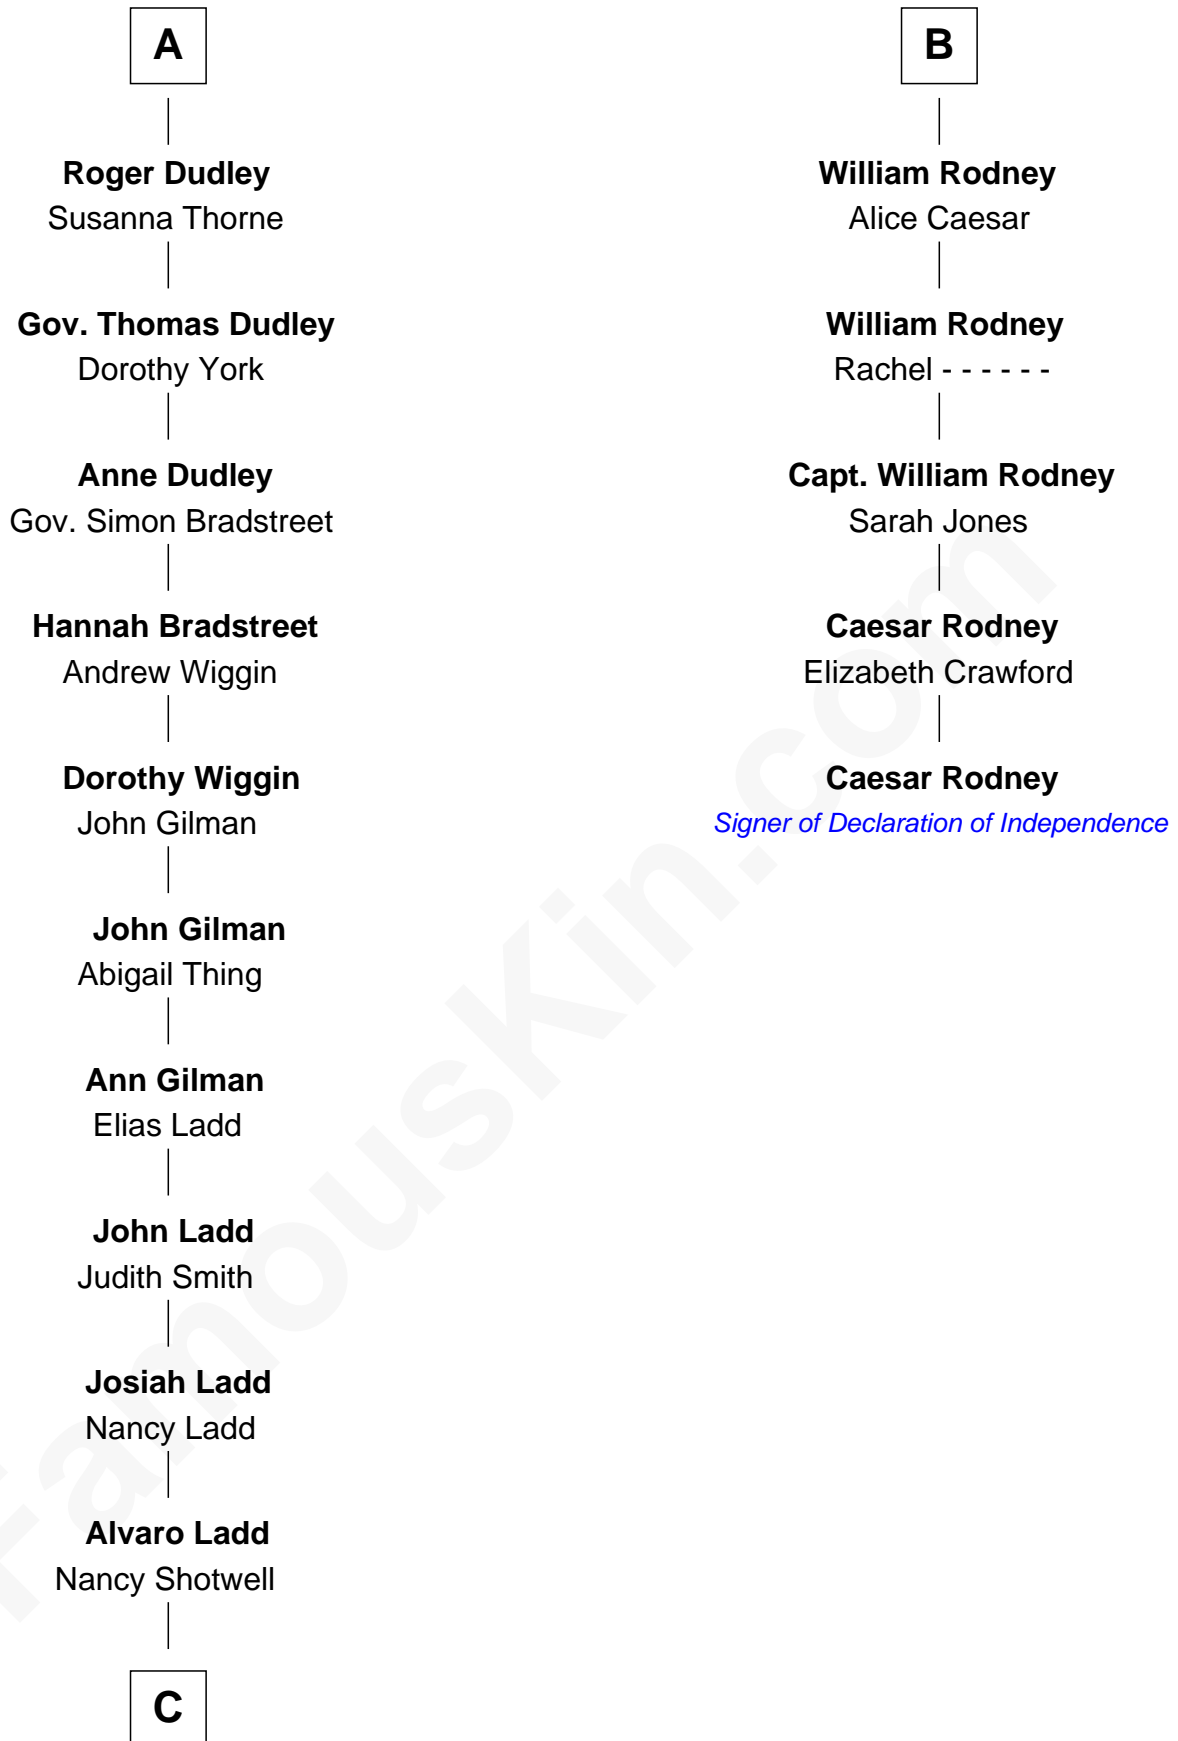 A
Roger Dudley
Susanna Thorne
Gov. Thomas Dudley
Dorothy York
Anne Dudley
Gov. Simon Bradstreet
Hannah Bradstreet
Andrew Wiggin
Dorothy Wiggin
John Gilman
John Gilman
Abigail Thing
Ann Gilman
Elias Ladd
John Ladd
Judith Smith
Josiah Ladd
Nancy Ladd
Alvaro Ladd
Nancy Shotwell
C
B
William Rodney
Alice Caesar
William Rodney
Rachel - - - - - -
Capt. William Rodney
Sarah Jones
Caesar Rodney
Elizabeth Crawford
Caesar Rodney
Signer of Declaration of Independence
FamousKin.com